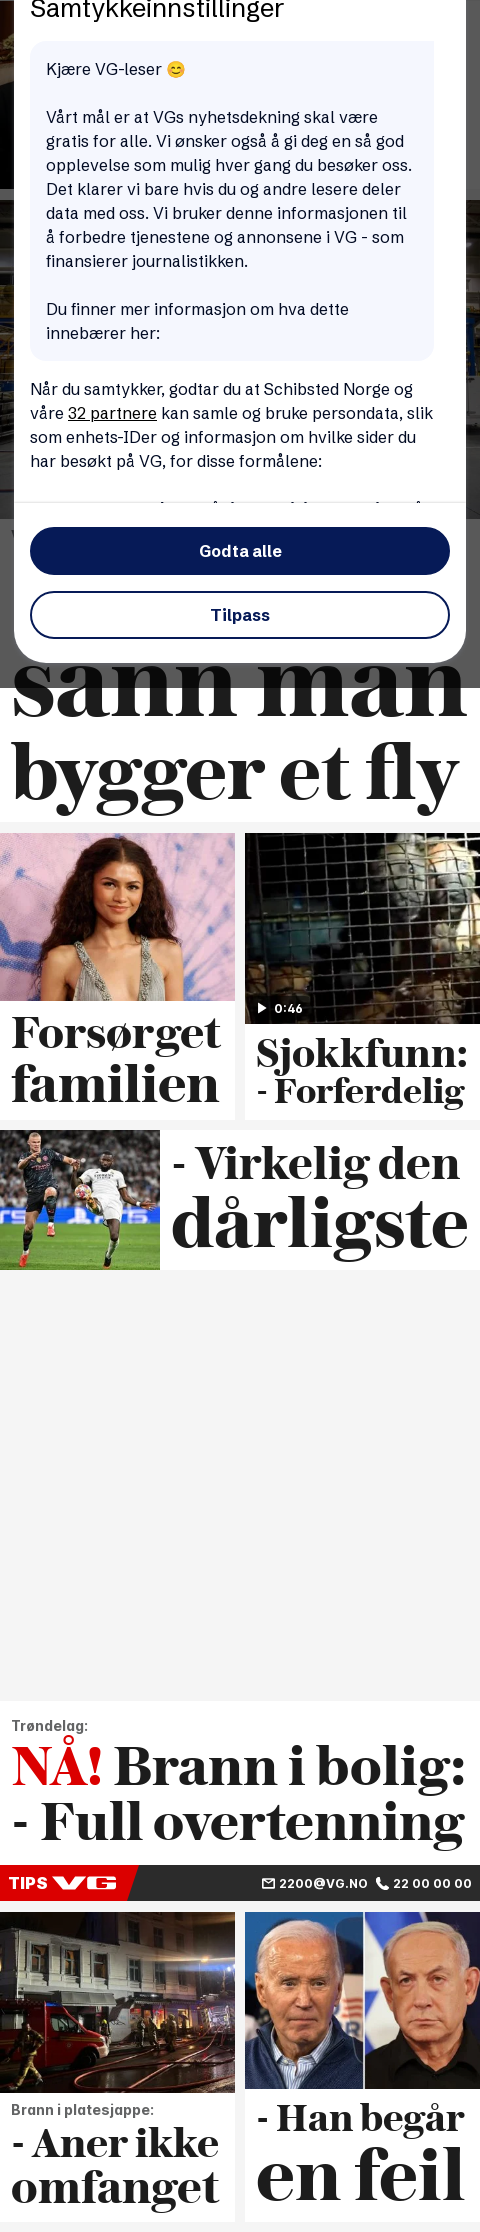 Samtykkeinnstillinger
Kjære VG-leser 😊
Vårt mål er at VGs nyhetsdekning skal være
gratis for alle. Vi ønsker også å gi deg en så god
opplevelse som mulig hver gang du besøker oss.
Det klarer vi bare hvis du og andre lesere deler
data med oss. Vi bruker denne informasjonen til
å forbedre tjenestene og annonsene i VG - som
finansierer journalistikken.
Du finner mer informasjon om hva dette
innebærer her:
Når du samtykker, godtar du at Schibsted Norge og
våre 32 partnere kan samle og bruke persondata, slik
som enhets-IDer og informasjon om hvilke sider du
har besøkt på VG, for disse formålene:
Godta alle
Tilpass
sånn man
bygger et fly
0:46
Forsørget
familien
Sjokkfunn:
- Forferdelig
- Virkelig den
dårligste
Trøndelag:
NÅ! Brann i bolig:
- Full overtenning
TIPS VG 2200@VG.NO 22 00 00 00
Brann i platesjappe:
- Aner ikke
omfanget
- Han begår
en feil